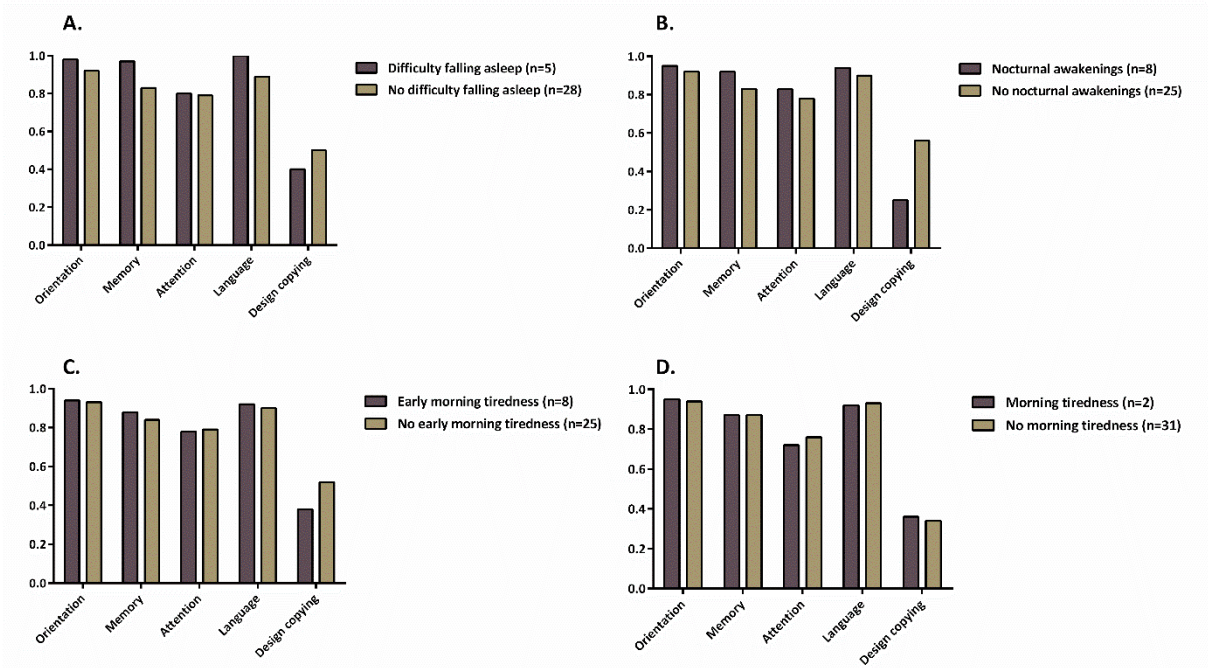 A.
1.0
0.8
0.6
0.4
0.2
0.0
Orientation
Memory
Attention
Language
Design copying
Difficulty falling asleep (n=5)
No difficulty falling asleep (n=28)
B.
1.0
0.8
0.6
0.4
0.2
0.0
Orientation
Memory
Attention
Language
Design copying
Nocturnal awakenings (n=8)
No nocturnal awakenings (n=25)
C.
1.0
0.8
0.6
0.4
0.2
0.0
Orientation
Memory
Attention
Language
Design copying
Early morning tiredness (n=8)
No early morning tiredness (n=25)
D.
1.0
0.8
0.6
0.4
0.2
0.0
Orientation
Memory
Attention
Language
Design copying
Morning tiredness (n=2)
No morning tiredness (n=31)